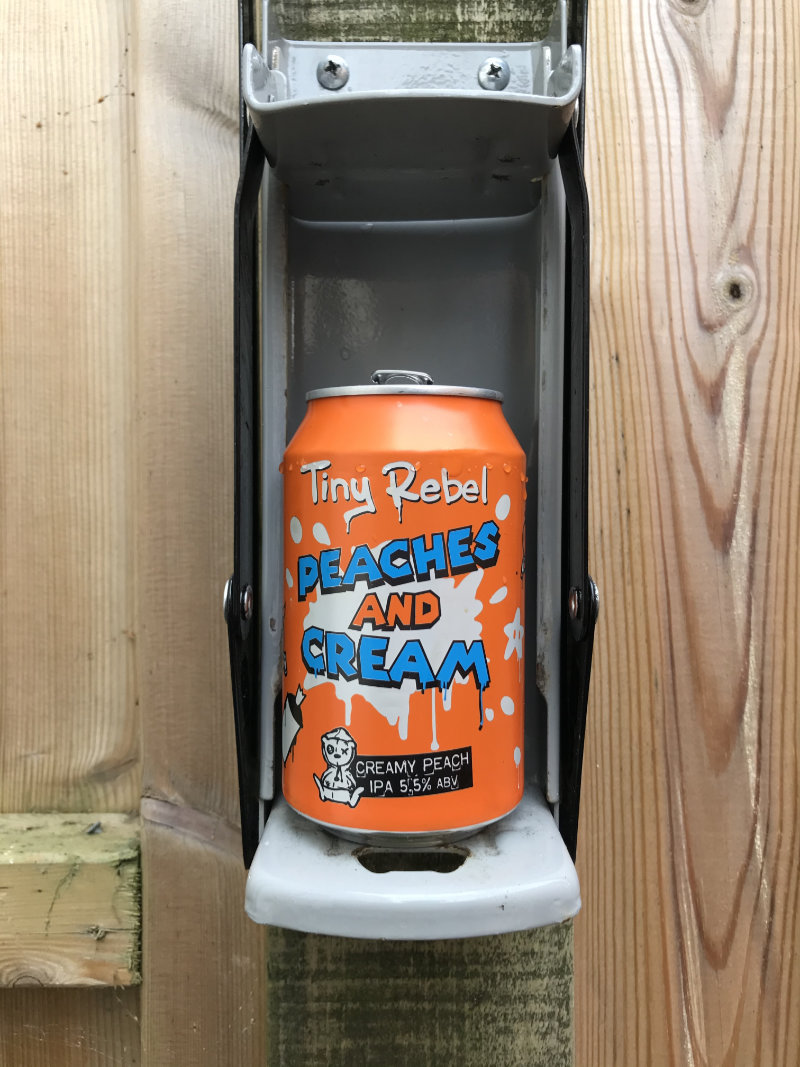 Tiny Rebel
PEACHES
AND
CREAM
CREAMY PEACH
IPA 5,5% ABV